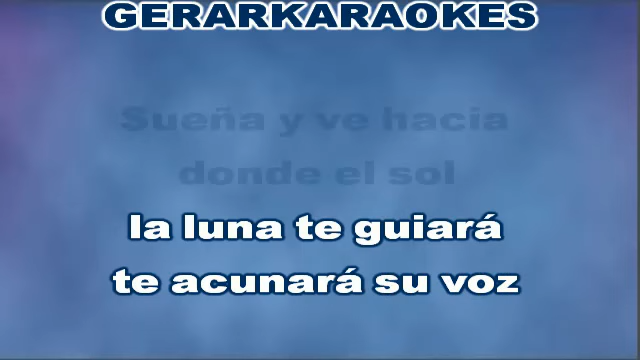 GERARKARAOKES
Sueña y ve hacia
donde el sol
la luna te guiará
te acunará su voz